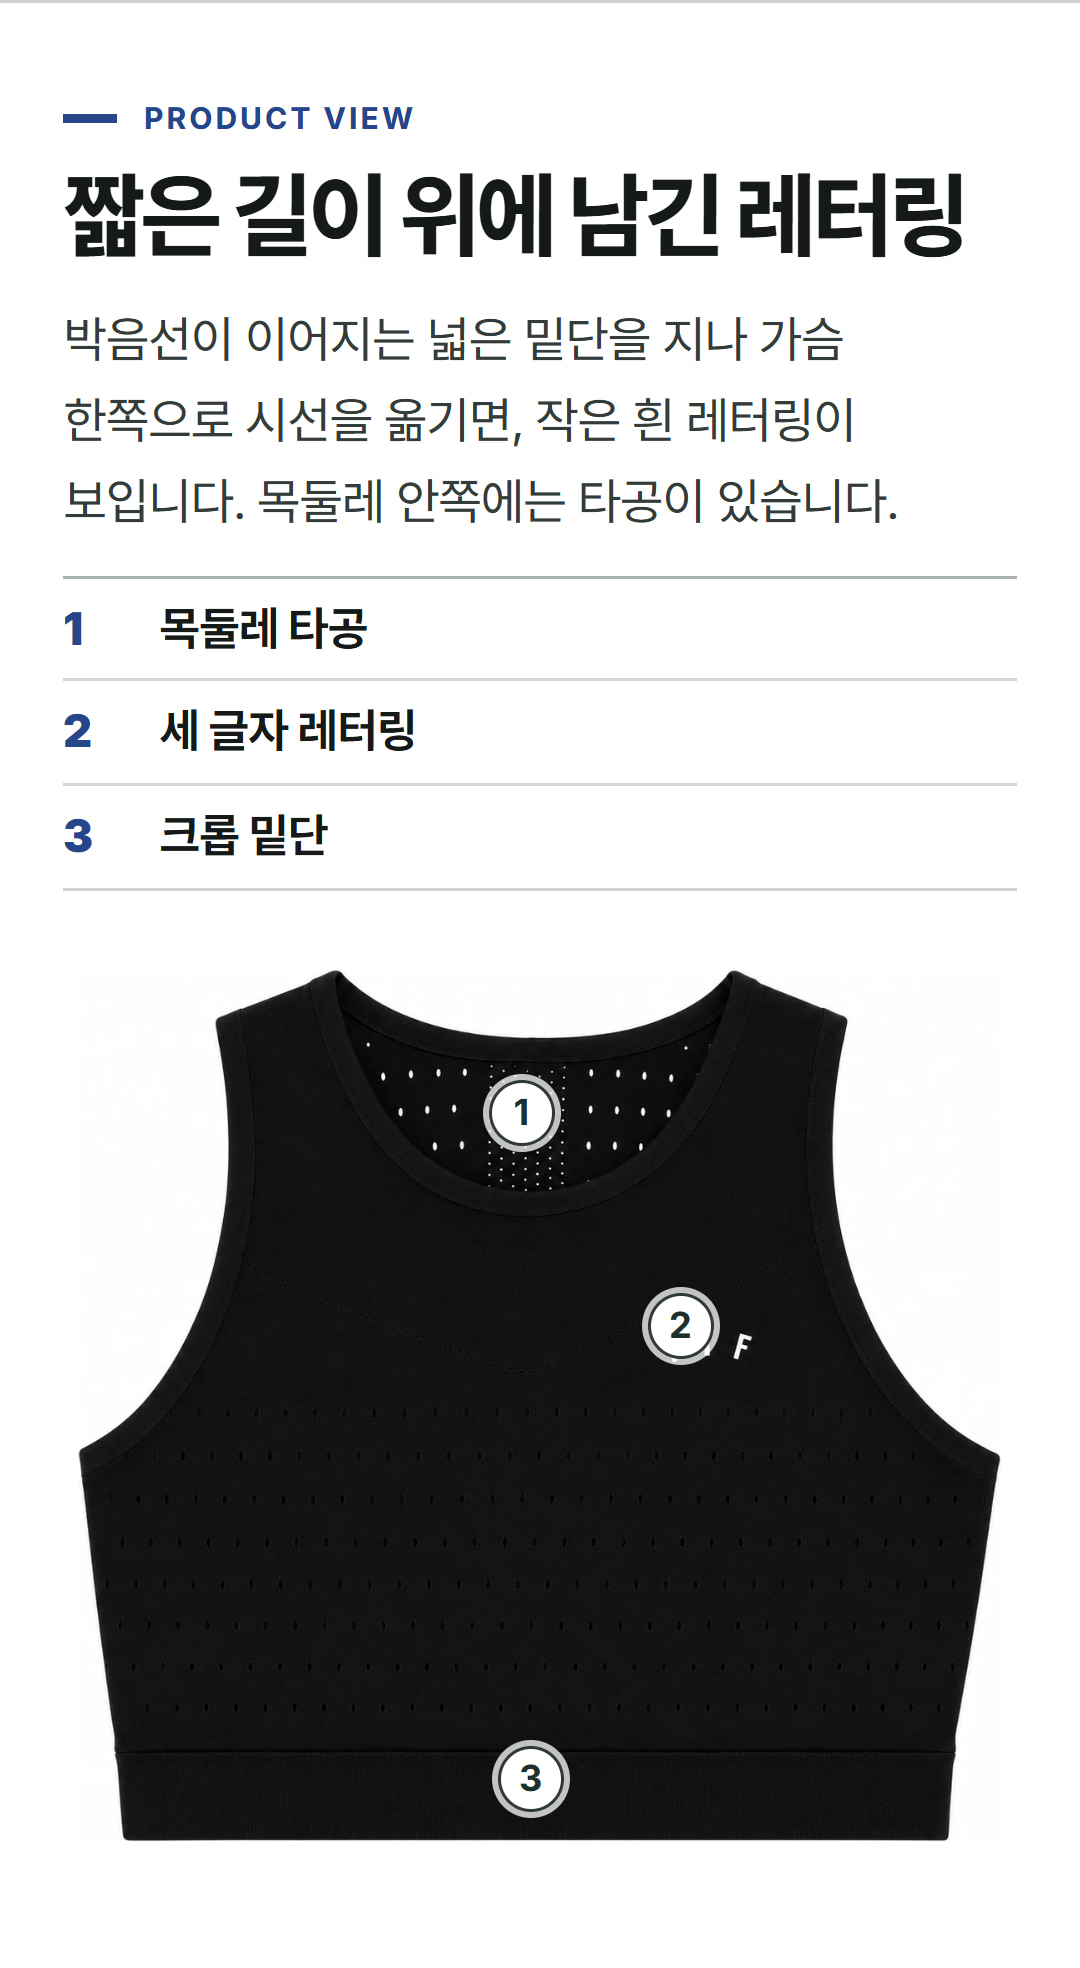 PRODUCT VIEW
짧은 길이 위에 남긴 레터링
박음선이 이어지는 넓은 밑단을 지나 가슴
한쪽으로 시선을 옮기면, 작은 흰 레터링이
보입니다. 목둘레 안쪽에는 타공이 있습니다.
1 목둘레 타공
2 세 글자 레터링
3 크롭 밑단
1
2
F
3